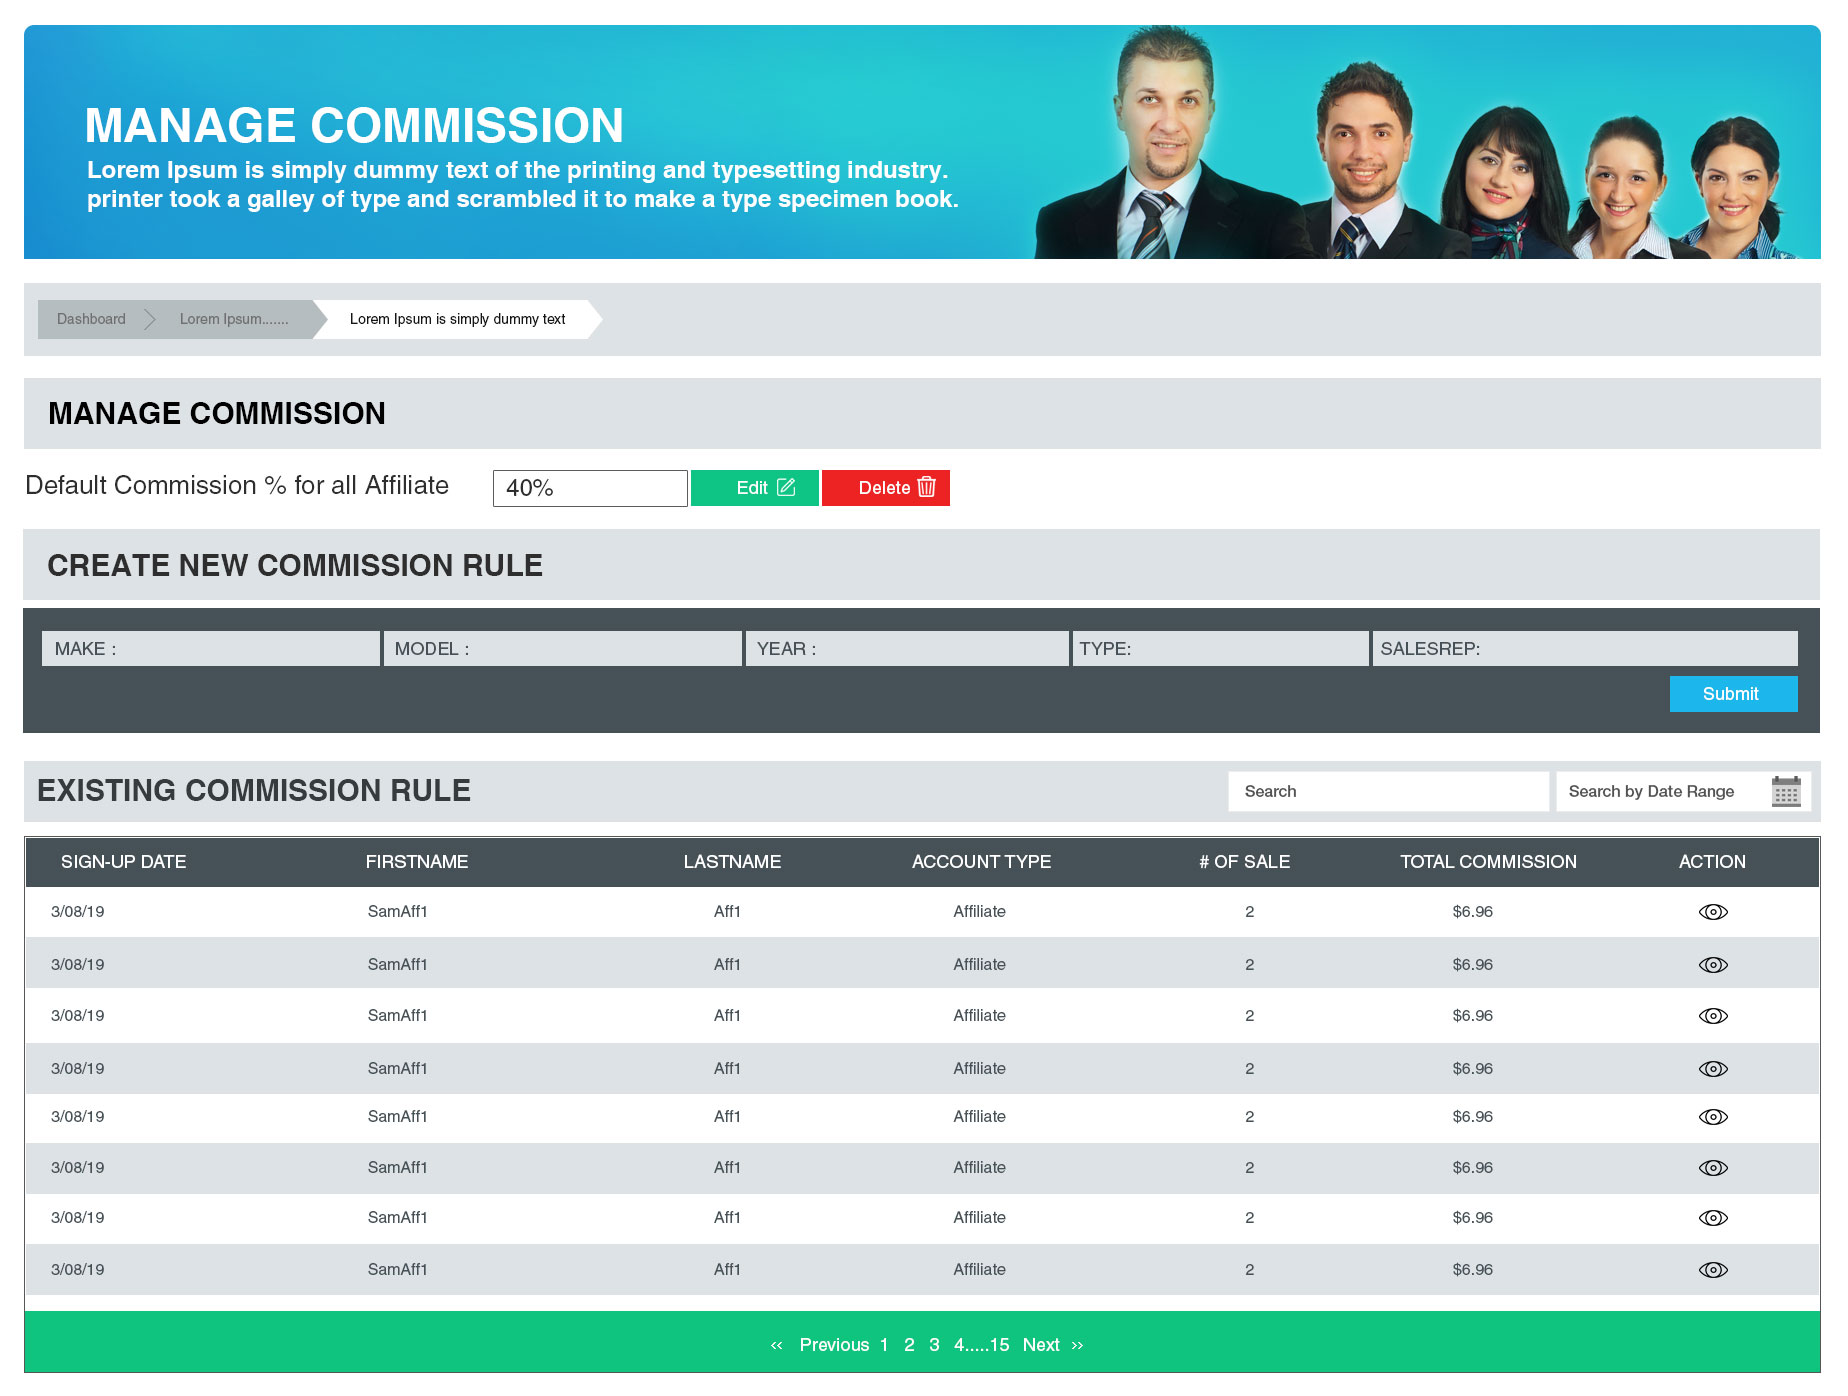 MANAGE COMMISSION
Lorem Ipsum is simply dummy text of the printing and typesetting industry.
printer took a galley of type and scrambled it to make a type specimen book.
Dashboard Lorem Ipsum....... Lorem Ipsum is simply dummy text
MANAGE COMMISSION
Default Commission % for all Affiliate 40% Edit Delete
CREATE NEW COMMISSION RULE
MAKE : MODEL : YEAR : TYPE: SALESREP:
Submit
EXISTING COMMISSION RULE Search Search by Date Range
SIGN-UP DATE FIRSTNAME LASTNAME ACCOUNT TYPE # OF SALE TOTAL COMMISSION ACTION
3/08/19 SamAff1 Aff1 Affiliate 2 $6.96
3/08/19 SamAff1 Aff1 Affiliate 2 $6.96
3/08/19 SamAff1 Aff1 Affiliate 2 $6.96
3/08/19 SamAff1 Aff1 Affiliate 2 $6.96
3/08/19 SamAff1 Aff1 Affiliate 2 $6.96
3/08/19 SamAff1 Aff1 Affiliate 2 $6.96
3/08/19 SamAff1 Aff1 Affiliate 2 $6.96
3/08/19 SamAff1 Aff1 Affiliate 2 $6.96
‹‹ Previous 1 2 3 4.....15 Next ››